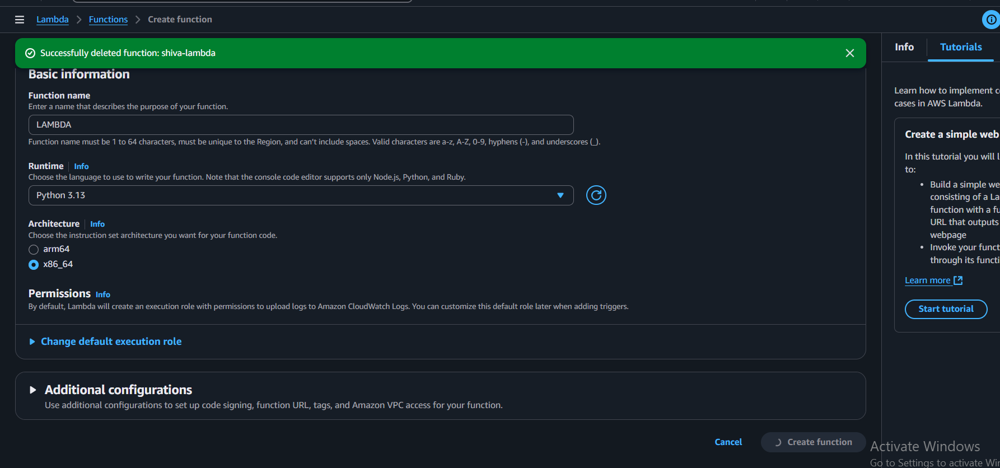 Lambda > Functions > Create function
Successfully deleted function: shiva-lambda
Basic information
Function name
Enter a name that describes the purpose of your function.
LAMBDA
Function name must be 1 to 64 characters, must be unique to the Region, and can't include spaces. Valid characters are a-z, A-Z, 0-9, hyphens (-), and underscores (_).
Runtime | Info
Choose the language to use to write your function. Note that the console code editor supports only Node.js, Python, and Ruby.
Python 3.13
Architecture | Info
Choose the instruction set architecture you want for your function code.
arm64
x86_64
Permissions Info
By default, Lambda will create an execution role with permissions to upload logs to Amazon CloudWatch Logs. You can customize this default role later when adding triggers.
Change default execution role
Additional configurations
Use additional configurations to set up code signing, function URL, tags, and Amazon VPC access for your function.
Cancel
Create function
Info
Tutorials
Learn how to implement
cases in AWS Lambda.
Create a simple web
In this tutorial you will
to:
• Build a simple
consisting of a
function with a
URL that outputs
webpage
• Invoke your
through its
Learn more
Start tutorial
Activate Windows
Go to Settings to activate